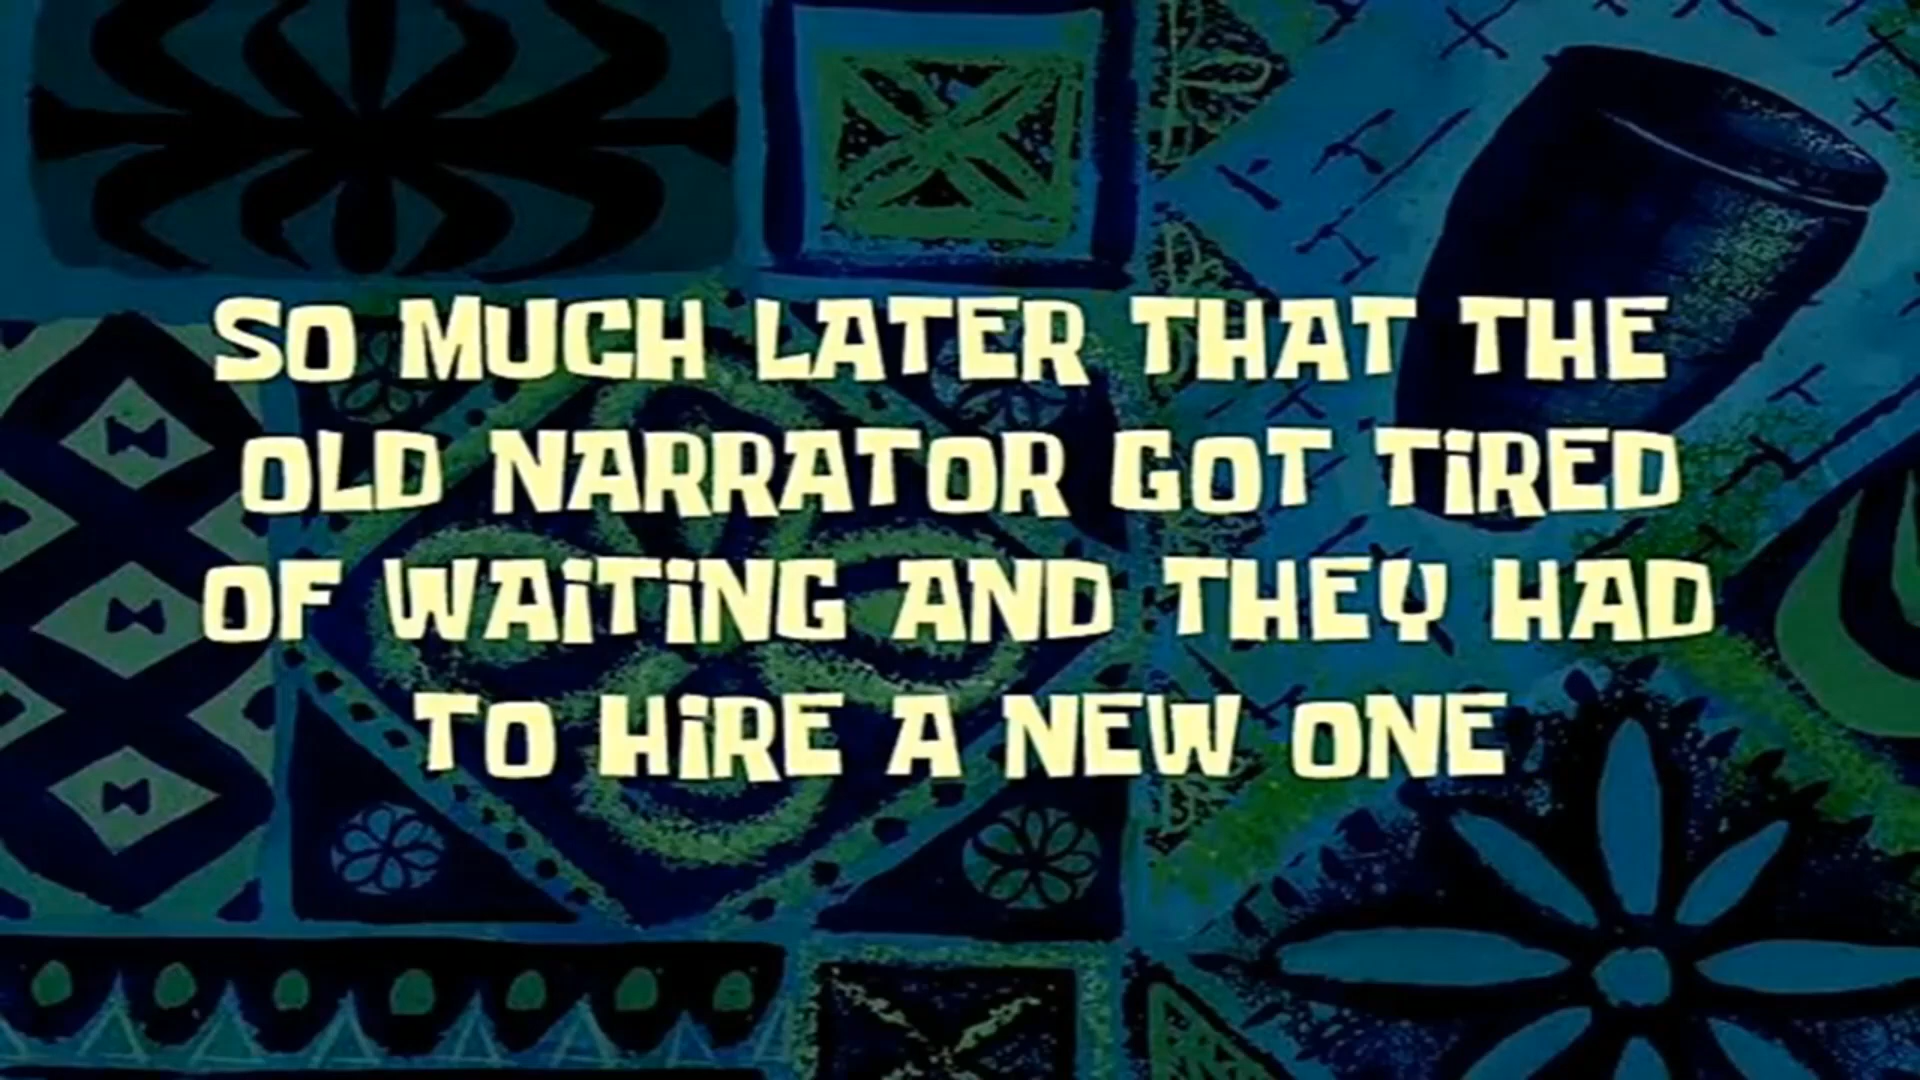 SO MUCH LATER THAT THE
OLD NARRATOR GOT TiRED
OF WAiTiNG AND THEY HAD
TO HiRE A NEW ONE